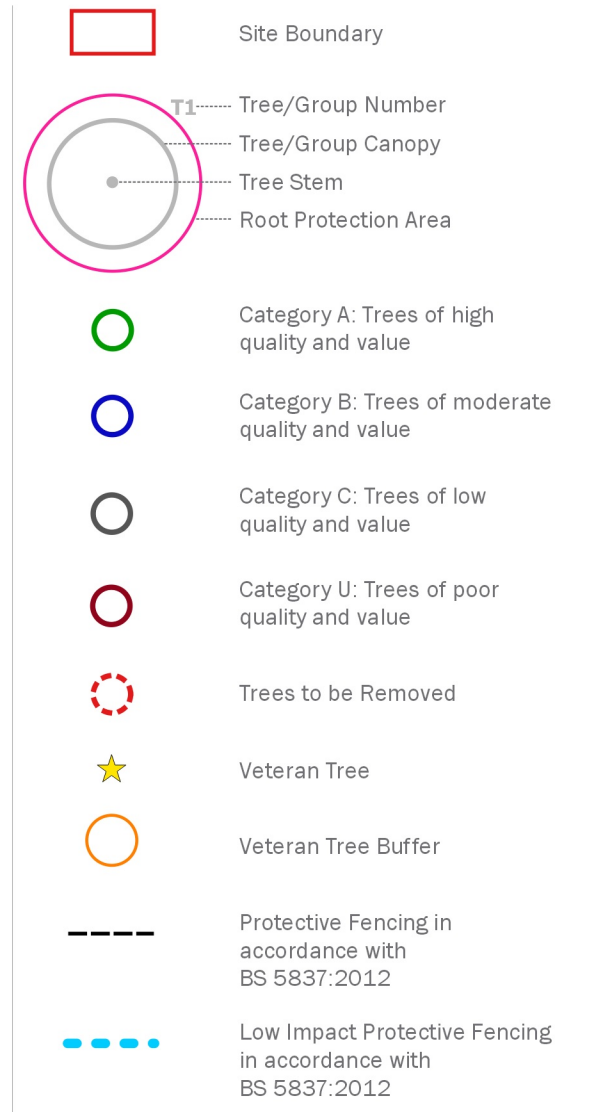 Site Boundary
T1
Tree/Group Number
Tree/Group Canopy
Tree Stem
Root Protection Area
Category A: Trees of high
quality and value
Category B: Trees of moderate
quality and value
Category C: Trees of low
quality and value
Category U: Trees of poor
quality and value
Trees to be Removed
Veteran Tree
Veteran Tree Buffer
Protective Fencing in
accordance with
BS 5837:2012
Low Impact Protective Fencing
in accordance with
BS 5837:2012